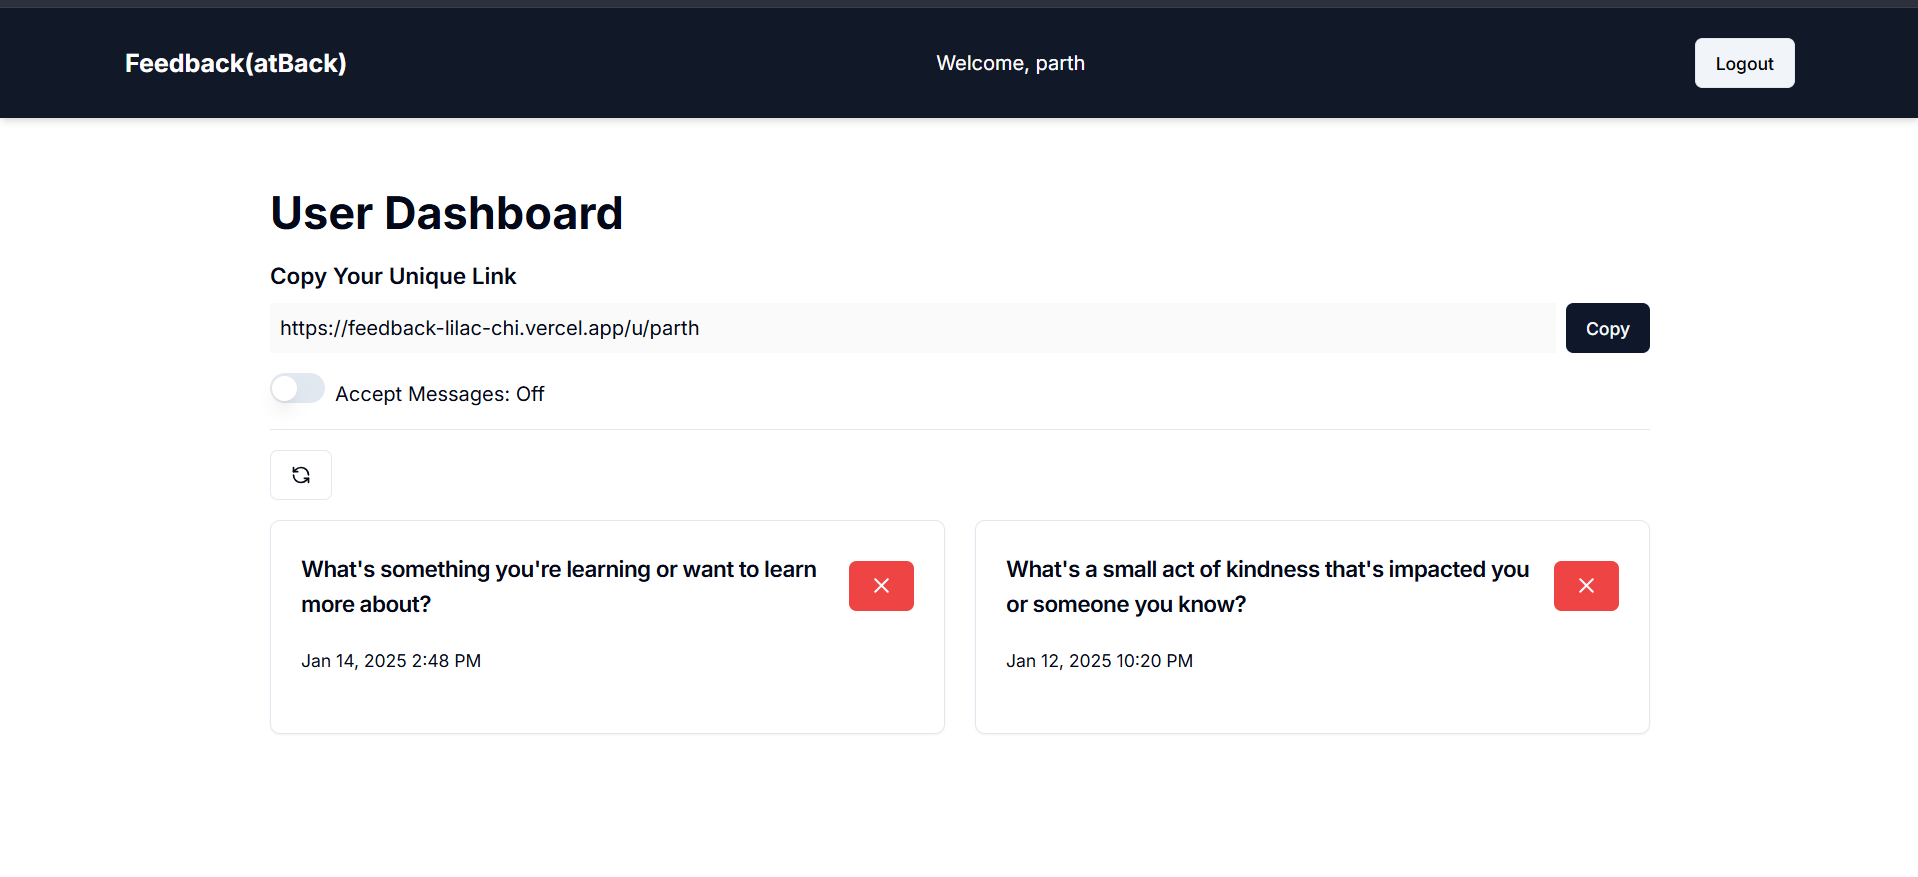 Feedback(atBack)
Welcome, parth
Logout
User Dashboard
Copy Your Unique Link
https://feedback-lilac-chi.vercel.app/u/parth
Copy
Accept Messages: Off
What's something you're learning or want to learn
more about?
Jan 14, 2025 2:48 PM
What's a small act of kindness that's impacted you
or someone you know?
Jan 12, 2025 10:20 PM